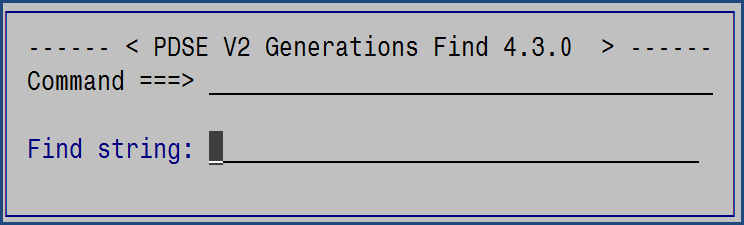 ------ < PDSE V2 Generations Find 4.3.0  > ------
Command ===>
Find string: